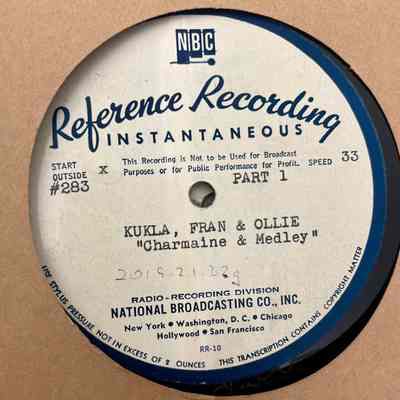 NBC
Reference Recording
INSTANTANEOUS
START
OUTSIDE
#283
x
This Recording is Not to be Used for Broadcast
Purposes or for Public Performance for Profit.
SPEED 33
PART 1
KUKLA, FRAN & OLLIE
"Charmaine & Medley"
2019.21.22g
RADIO-RECORDING DIVISION
NATIONAL BROADCASTING CO., INC.
New York • Washington, D. C. • Chicago
Hollywood • San Francisco
RR-10
STYLUS PRESSURE NOT IN EXCESS OF 2 OUNCES
THIS TRANSCRIPTION CONTAINS COPYRIGHT MATTER